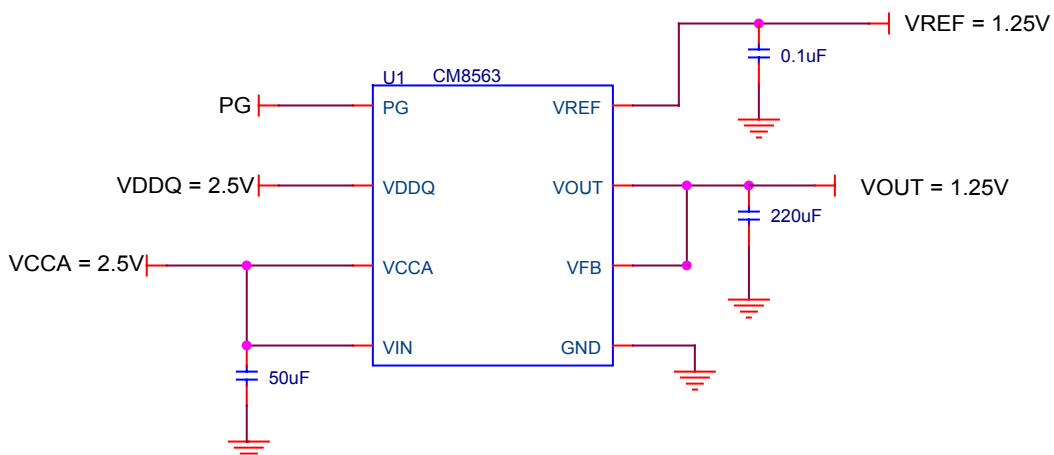 VREF = 1.25V
0.1uF
U1 CM8563
PG
PG
VREF
VDDQ = 2.5V
VDDQ
VOUT
VOUT = 1.25V
220uF
VCCA = 2.5V
VCCA
VFB
VIN
GND
50uF